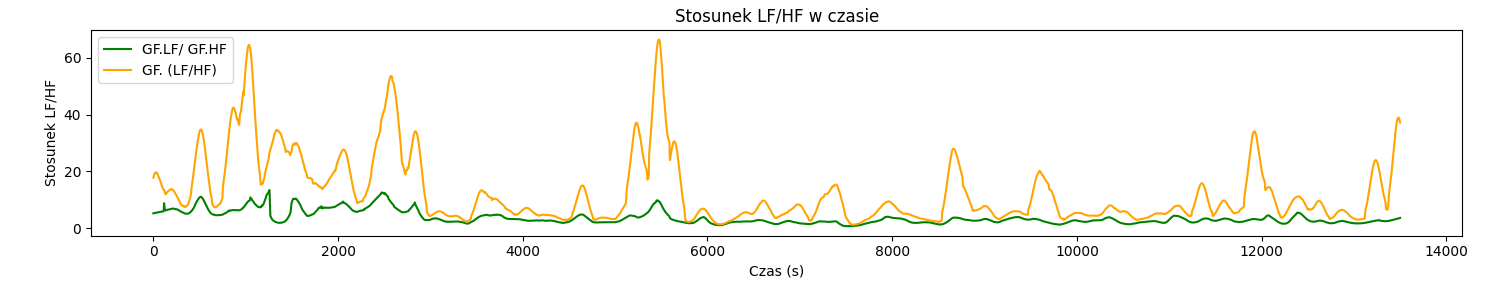 Stosunek LF/HF w czasie
GF.LF/ GF.HF
GF. (LF/HF)
Stosunek LF/HF
60
40
20
0
0 2000 4000 6000 8000 10000 12000 14000
Czas (s)